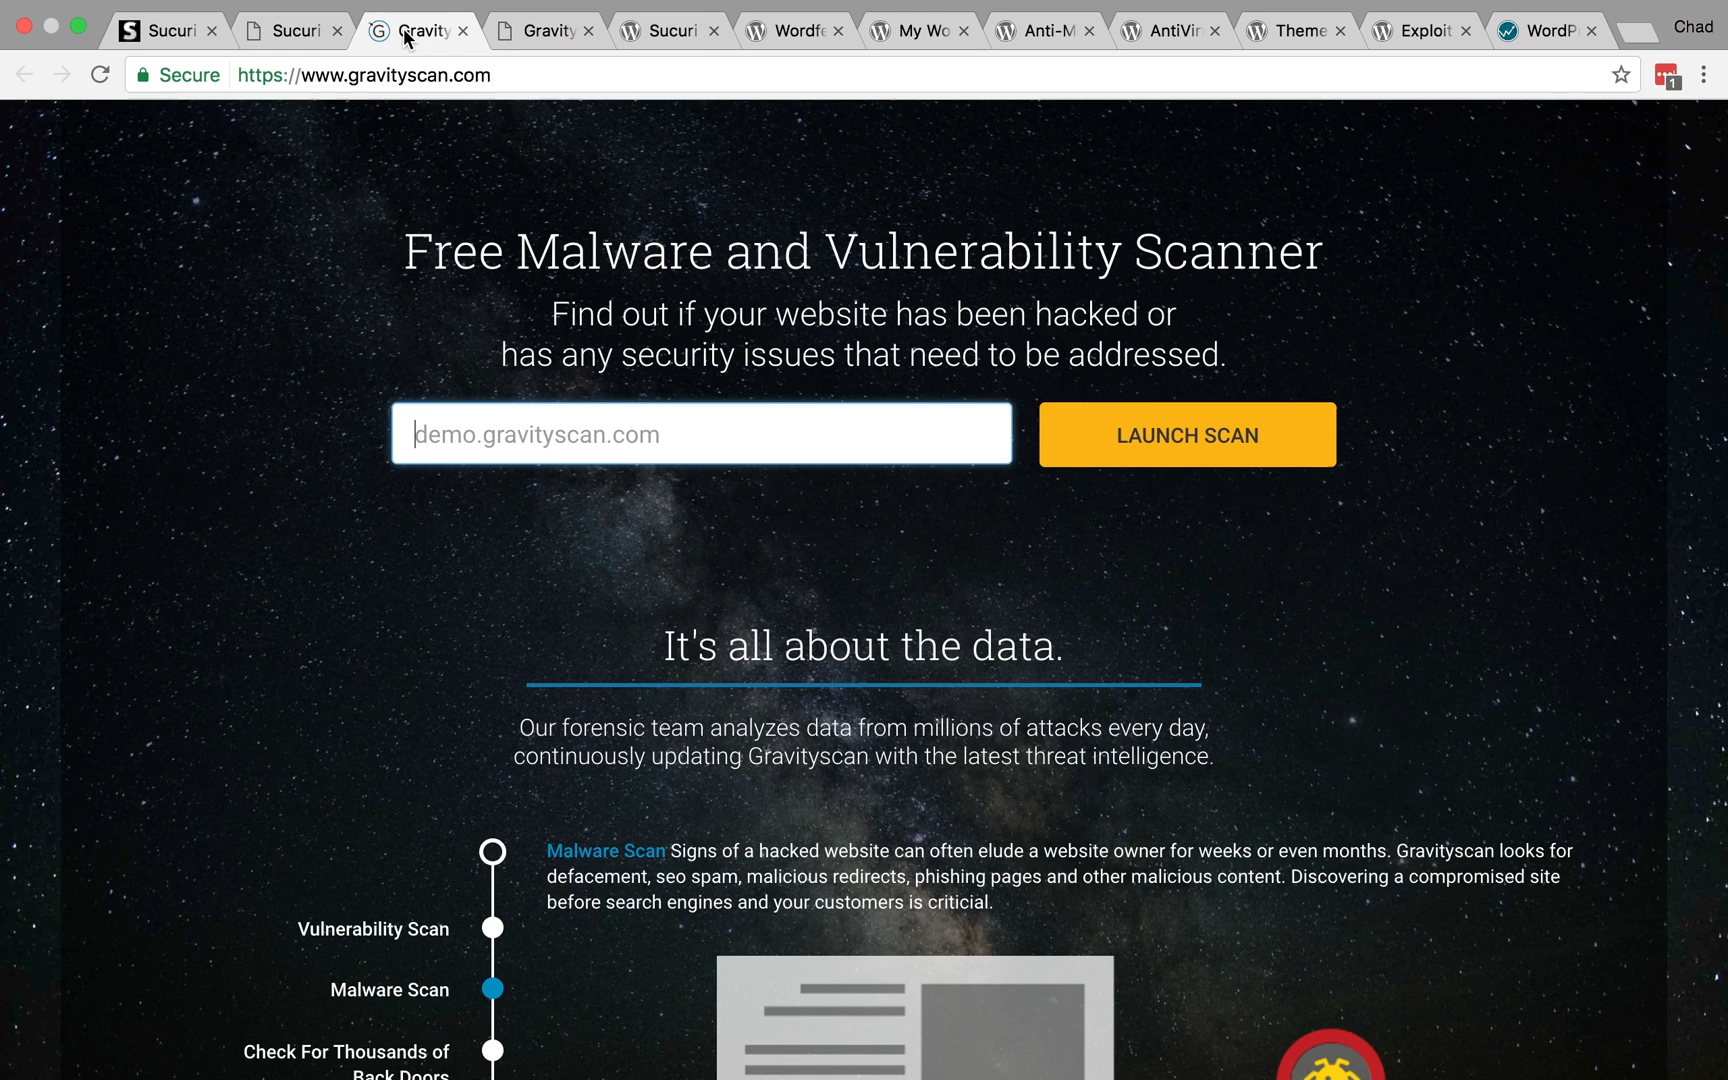 Sucuri
Sucuri
Gravity
Gravity
Sucuri
Wordfe
My Wo
Anti-M
AntiVir
Theme
Exploit
WordP
Chad
Secure
https://www.gravityscan.com
1
Free Malware and Vulnerability Scanner
Find out if your website has been hacked or
has any security issues that need to be addressed.
demo.gravityscan.com
LAUNCH SCAN
It's all about the data.
Our forensic team analyzes data from millions of attacks every day,
continuously updating Gravityscan with the latest threat intelligence.
Malware Scan Signs of a hacked website can often elude a website owner for weeks or even months. Gravityscan looks for
defacement, seo spam, malicious redirects, phishing pages and other malicious content. Discovering a compromised site
before search engines and your customers is criticial.
Vulnerability Scan
Malware Scan
Check For Thousands of
Back Doors